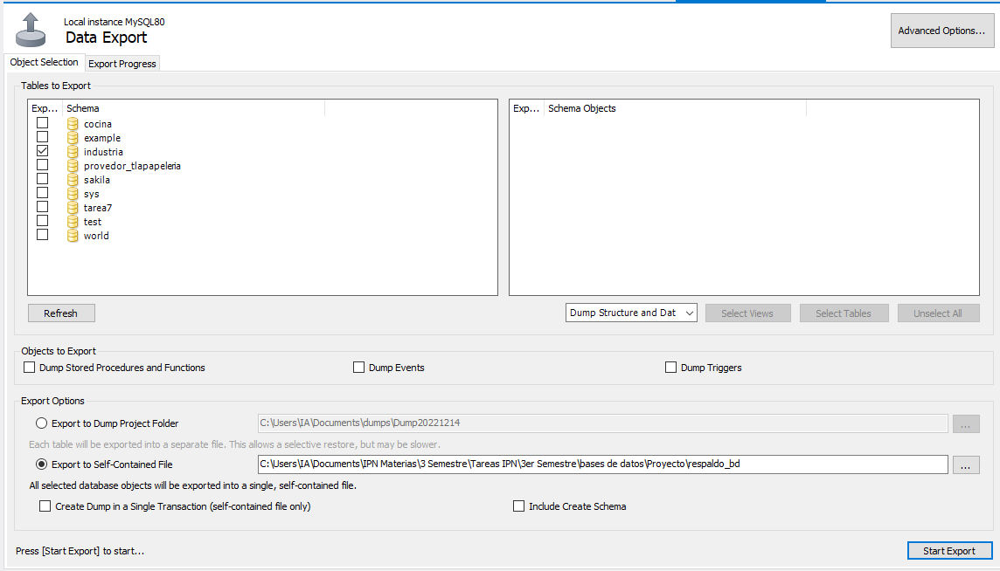 Local instance MySQL80
Data Export
Advanced Options...
Object Selection
Export Progress
Tables to Export
Exp... Schema
cocina
example
industria
provedor_tlapapeleria
sakila
sys
tarea7
test
world
Exp... Schema Objects
Refresh
Dump Structure and Dat
Select Views
Select Tables
Unselect All
Objects to Export
Dump Stored Procedures and Functions
Dump Events
Dump Triggers
Export Options
Export to Dump Project Folder
C:\Users\IA\Documents\dumps\Dump20221214
...
Each table will be exported into a separate file. This allows a selective restore, but may be slower.
Export to Self-Contained File
C:\Users\IA\Documents\IPN Materias\3 Semestre\Tareas IPN\3er Semestre\bases de datos\Proyecto\respaldo_bd
...
All selected database objects will be exported into a single, self-contained file.
Create Dump in a Single Transaction (self-contained file only)
Include Create Schema
Press [Start Export] to start...
Start Export